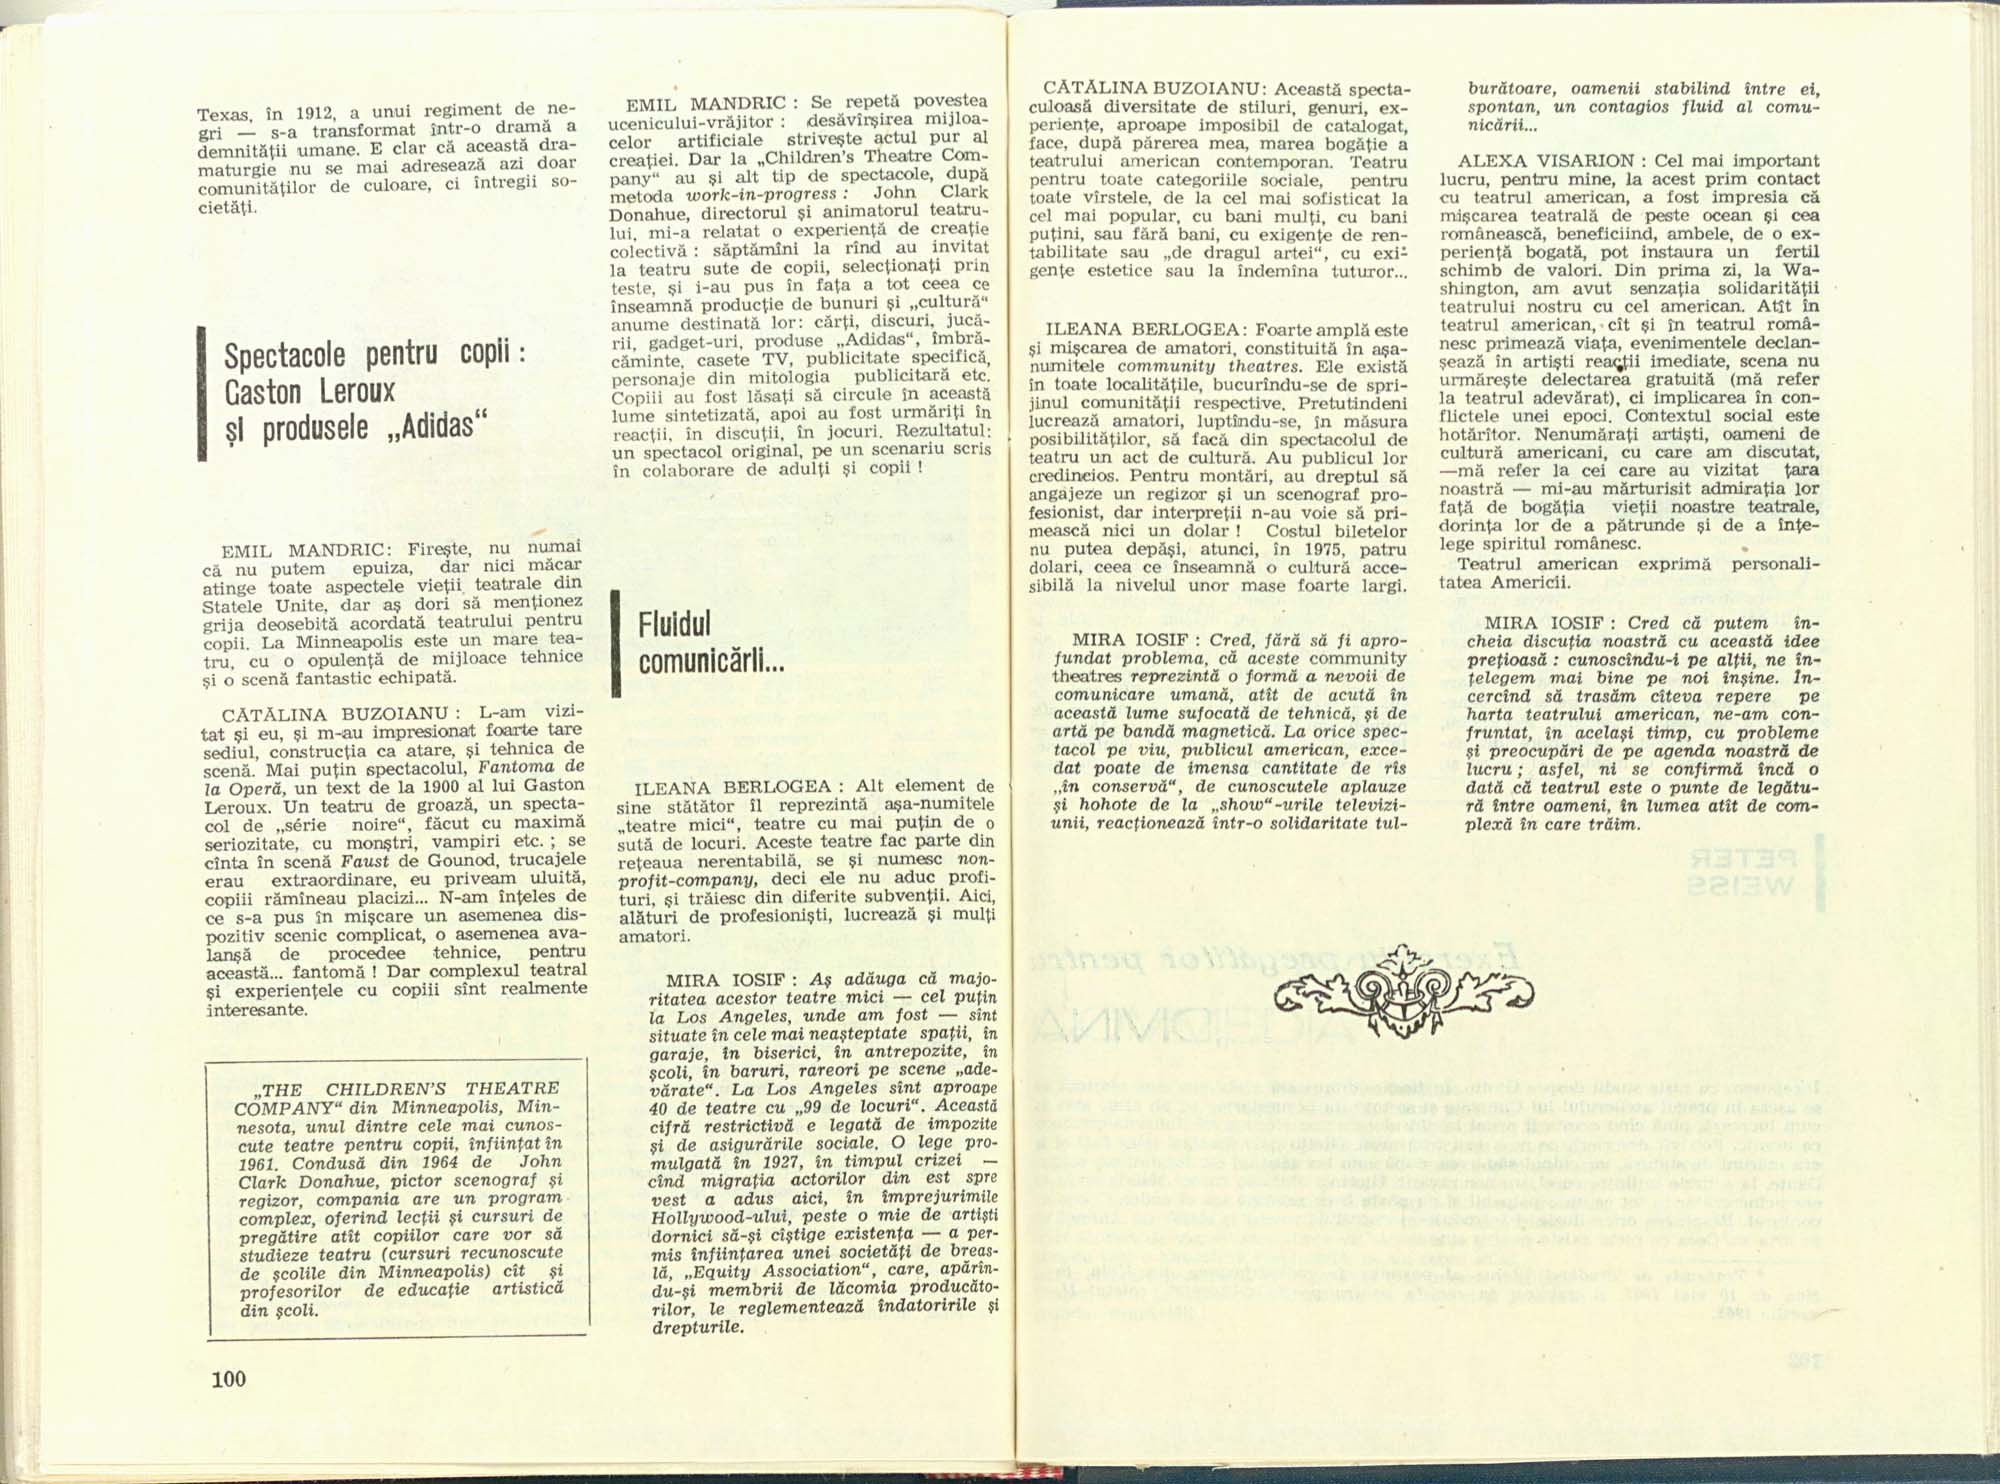 Texas, în 1912, a unui regiment de ne-
gri — s-a transformat într-o dramă a
demnității umane. E clar că această dra-
maturgie nu se mai adresează azi doar
comunităților de culoare, ci întregii so-
cietăți.
Spectacole pentru copii :
Gaston Leroux
și produsele „Adidas“
EMIL MANDRIC: Firește, nu numai
că nu putem epuiza, dar nici măcar
atinge toate aspectele vieții teatrale din
Statele Unite, dar aș dori să menționez
grija deosebită acordată teatrului pentru
copii. La Minneapolis este un mare tea-
tru, cu o opulență de mijloace tehnice
și o scenă fantastic echipată.
CĂTĂLINA BUZOIANU : L-am vizi-
tat și eu, și m-au impresionat foarte tare
sediul, construcția ca atare, și tehnica de
scenă. Mai puțin spectacolul, Fantoma de
la Operă, un text de la 1900 al lui Gaston
Leroux. Un teatru de groază, un specta-
col de „série noire“, făcut cu maximă
seriozitate, cu monștri, vampiri etc. ; se
cînta în scenă Faust de Gounod, trucajele
erau extraordinare, eu priveam uluită,
copiii rămîneau placizi... N-am înțeles de
ce s-a pus în mișcare un asemenea dis-
pozitiv scenic complicat, o asemenea ava-
lanșă de procedee tehnice, pentru
această... fantomă ! Dar complexul teatral
și experiențele cu copiii sînt realmente
interesante.
„THE CHILDREN'S THEATRE
COMPANY“ din Minneapolis, Min-
nesota, unul dintre cele mai cunos-
cute teatre pentru copii, înființat în
1961. Condusă din 1964 de John
Clark Donahue, pictor scenograf și
regizor, compania are un program
complex, oferind lecții și cursuri de
pregătire atît copiilor care vor să
studieze teatru (cursuri recunoscute
de școlile din Minneapolis) cît și
profesorilor de educație artistică
din școli.
100
EMIL MANDRIC : Se repetă povestea
ucenicului-vrăjitor : desăvîrșirea mijloa-
celor artificiale strivește actul pur al
creației. Dar la „Children's Theatre Com-
pany“ au și alt tip de spectacole, după
metoda work-in-progress : John Clark
Donahue, directorul și animatorul teatru-
lui, mi-a relatat o experiență de creație
colectivă : săptămîni la rînd au invitat
la teatru sute de copii, selecționați prin
teste, și i-au pus în fața a tot ceea ce
înseamnă producție de bunuri și „cultură“
anume destinată lor: cărți, discuri, jucă-
rii, gadget-uri, produse „Adidas“, îmbră-
căminte, casete TV, publicitate specifică,
personaje din mitologia publicitară etc.
Copiii au fost lăsați să circule în această
lume sintetizată, apoi au fost urmăriți în
reacții, în discuții, în jocuri. Rezultatul:
un spectacol original, pe un scenariu scris
în colaborare de adulți și copii !
Fluidul
comunicării...
ILEANA BERLOGEA : Alt element de
sine stătător îl reprezintă așa-numitele
„teatre mici“, teatre cu mai puțin de o
sută de locuri. Aceste teatre fac parte din
rețeaua nerentabilă, se și numesc non-
profit-company, deci ele nu aduc profi-
turi, și trăiesc din diferite subvenții. Aici,
alături de profesioniști, lucrează și mulți
amatori.
MIRA IOSIF : Aș adăuga că majo-
ritatea acestor teatre mici — cel puțin
la Los Angeles, unde am fost — sînt
situate în cele mai neașteptate spații, în
garaje, în biserici, în antrepozite, în
școli, în baruri, rareori pe scene „ade-
vărate“. La Los Angeles sînt aproape
40 de teatre cu „99 de locuri“. Această
cifră restrictivă e legată de impozite
și de asigurările sociale. O lege pro-
mulgată în 1927, în timpul crizei —
cînd migrația actorilor din est spre
vest a adus aici, în împrejurimile
Hollywood-ului, peste o mie de artiști
dornici să-și cîștige existența — a per-
mis înființarea unei societăți de breas-
lă, „Equity Association“, care, apărîn-
du-și membrii de lăcomia producăto-
rilor, le reglementează îndatoririle și
drepturile.
CĂTĂLINA BUZOIANU: Această specta-
culoasă diversitate de stiluri, genuri, ex-
periențe, aproape imposibil de catalogat,
face, după părerea mea, marea bogăție a
teatrului american contemporan. Teatru
pentru toate categoriile sociale, pentru
toate vîrstele, de la cel mai sofisticat la
cel mai popular, cu bani mulți, cu bani
puțini, sau fără bani, cu exigențe de ren-
tabilitate sau „de dragul artei“, cu exi-
gențe estetice sau la îndemîna tuturor...
ILEANA BERLOGEA: Foarte amplă este
și mișcarea de amatori, constituită în așa-
numitele community theatres. Ele există
în toate localitățile, bucurîndu-se de spri-
jinul comunității respective. Pretutindeni
lucrează amatori, luptîndu-se, în măsura
posibilităților, să facă din spectacolul de
teatru un act de cultură. Au publicul lor
credincios. Pentru montări, au dreptul să
angajeze un regizor și un scenograf pro-
fesionist, dar interpreții n-au voie să pri-
mească nici un dolar ! Costul biletelor
nu putea depăși, atunci, în 1975, patru
dolari, ceea ce înseamnă o cultură acce-
sibilă la nivelul unor mase foarte largi.
MIRA IOSIF : Cred, fără să fi apro-
fundat problema, că aceste community
theatres reprezintă o formă a nevoii de
comunicare umană, atît de acută în
această lume sufocată de tehnică, și de
artă pe bandă magnetică. La orice spec-
tacol pe viu, publicul american, exce-
dat poate de imensa cantitate de rîs
„în conservă“, de cunoscutele aplauze
și hohote de la „show“-urile televizi-
unii, reacționează într-o solidaritate tul-
burătoare, oamenii stabilind între ei,
spontan, un contagios fluid al comu-
nicării...
ALEXA VISARION : Cel mai important
lucru, pentru mine, la acest prim contact
cu teatrul american, a fost impresia că
mișcarea teatrală de peste ocean și cea
românească, beneficiind, ambele, de o ex-
periență bogată, pot instaura un fertil
schimb de valori. Din prima zi, la Wa-
shington, am avut senzația solidarității
teatrului nostru cu cel american. Atît în
teatrul american, cît și în teatrul româ-
nesc primează viața, evenimentele declan-
șează în artiști reacții imediate, scena nu
urmărește delectarea gratuită (mă refer
la teatrul adevărat), ci implicarea în con-
flictele unei epoci. Contextul social este
hotărîtor. Nenumărați artiști, oameni de
cultură americani, cu care am discutat,
—mă refer la cei care au vizitat țara
noastră — mi-au mărturisit admirația lor
față de bogăția vieții noastre teatrale,
dorința lor de a pătrunde și de a înțe-
lege spiritul românesc.
Teatrul american exprimă personali-
tatea Americii.
MIRA IOSIF : Cred că putem în-
cheia discuția noastră cu această idee
prețioasă : cunoscîndu-i pe alții, ne în-
țelegem mai bine pe noi înșine. În-
cercînd să trasăm cîteva repere pe
harta teatrului american, ne-am con-
fruntat, în același timp, cu probleme
și preocupări de pe agenda noastră de
lucru ; asfel, ni se confirmă încă o
dată că teatrul este o punte de legătu-
ră între oameni, în lumea atît de com-
plexă în care trăim.